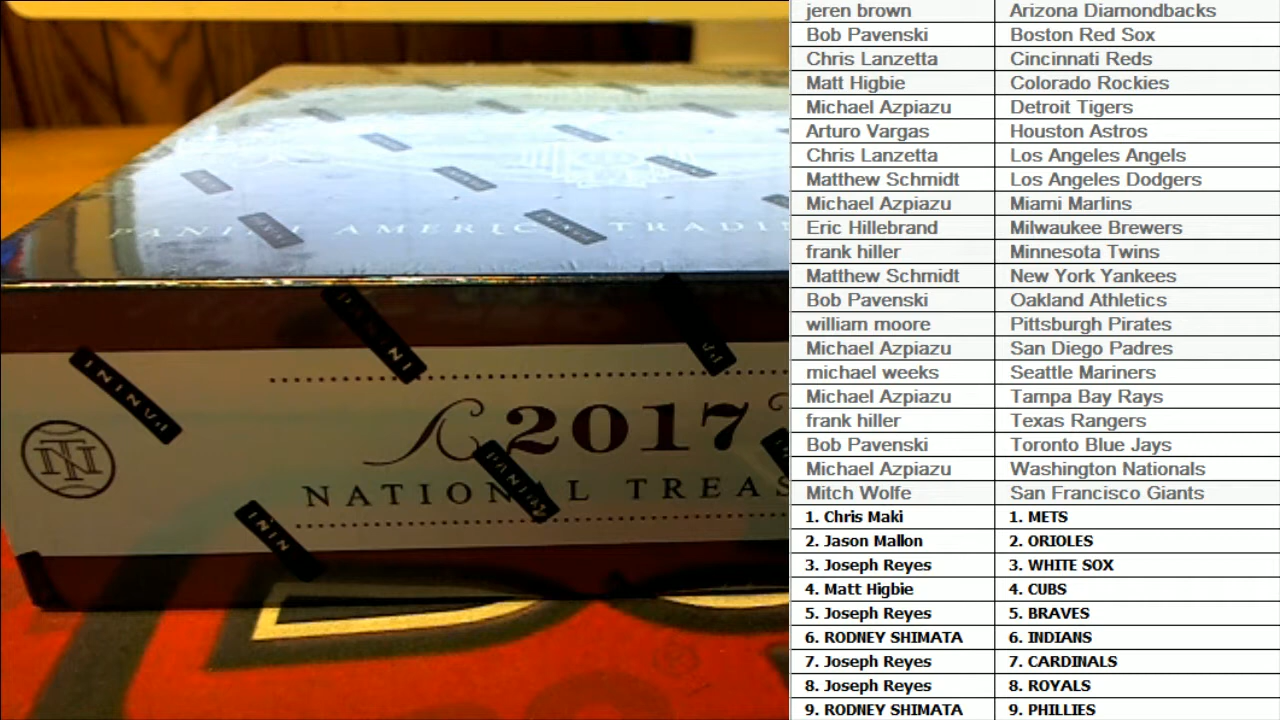 PANINI AMERIC TRADI
PANINI
PANINI
2017
NATIONAL TREAS
jeren brown Arizona Diamondbacks
Bob Pavenski Boston Red Sox
Chris Lanzetta Cincinnati Reds
Matt Higbie Colorado Rockies
Michael Azpiazu Detroit Tigers
Arturo Vargas Houston Astros
Chris Lanzetta Los Angeles Angels
Matthew Schmidt Los Angeles Dodgers
Michael Azpiazu Miami Marlins
Eric Hillebrand Milwaukee Brewers
frank hiller Minnesota Twins
Matthew Schmidt New York Yankees
Bob Pavenski Oakland Athletics
william moore Pittsburgh Pirates
Michael Azpiazu San Diego Padres
michael weeks Seattle Mariners
Michael Azpiazu Tampa Bay Rays
frank hiller Texas Rangers
Bob Pavenski Toronto Blue Jays
Michael Azpiazu Washington Nationals
Mitch Wolfe San Francisco Giants
1. Chris Maki 1. METS
2. Jason Mallon 2. ORIOLES
3. Joseph Reyes 3. WHITE SOX
4. Matt Higbie 4. CUBS
5. Joseph Reyes 5. BRAVES
6. RODNEY SHIMATA 6. INDIANS
7. Joseph Reyes 7. CARDINALS
8. Joseph Reyes 8. ROYALS
9. RODNEY SHIMATA 9. PHILLIES